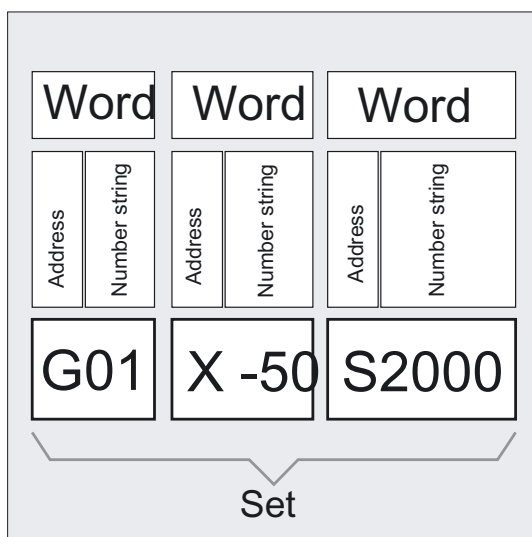 Word Word Word
Address Number string Address Number string Address Number string
G01 X -50 S2000
Set